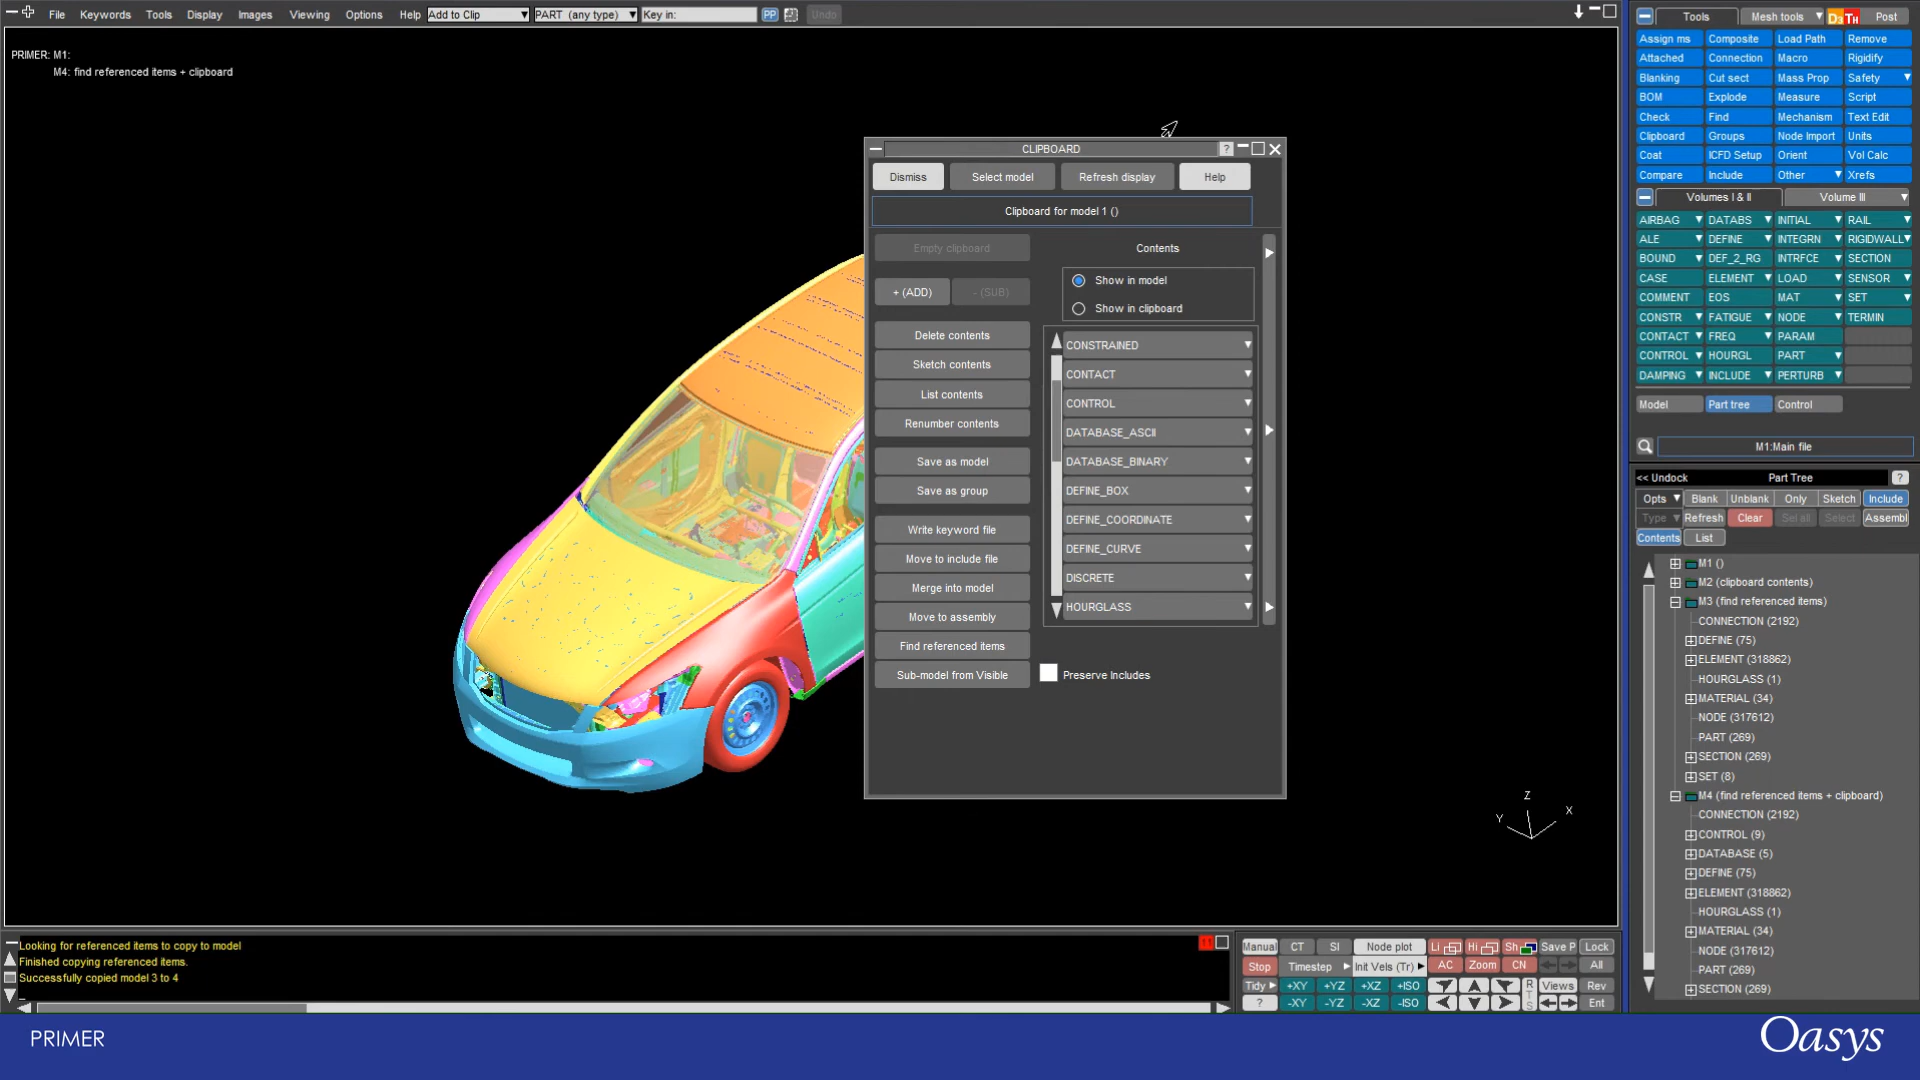 File Keywords Tools Display Images Viewing Options Help Add to Clip PART (any type) Key in: PP Undo
PRIMER: M1:
M4: find referenced items + clipboard
CLIPBOARD ?
Dismiss Select model Refresh display Help
Clipboard for model 1 ()
Empty clipboard
+ (ADD) - (SUB)
Delete contents
Sketch contents
List contents
Renumber contents
Save as model
Save as group
Write keyword file
Move to include file
Merge into model
Move to assembly
Find referenced items
Sub-model from Visible
Contents
Show in model
Show in clipboard
CONSTRAINED
CONTACT
CONTROL
DATABASE_ASCII
DATABASE_BINARY
DEFINE_BOX
DEFINE_COORDINATE
DEFINE_CURVE
DISCRETE
HOURGLASS
Preserve Includes
Z
Y X
Tools Mesh tools D3 TH Post
Assign ms Composite Load Path Remove
Attached Connection Macro Rigidify
Blanking Cut sect Mass Prop Safety
BOM Explode Measure Script
Check Find Mechanism Text Edit
Clipboard Groups Node Import Units
Coat ICFD Setup Orient Vol Calc
Compare Include Other Xrefs
Volumes I & II Volume III
AIRBAG DATABS INITIAL RAIL
ALE DEFINE INTEGRN RIGIDWALL
BOUND DEF_2_RG INTRFCE SECTION
CASE ELEMENT LOAD SENSOR
COMMENT EOS MAT SET
CONSTR FATIGUE NODE TERMIN
CONTACT FREQ PARAM
CONTROL HOURGL PART
DAMPING INCLUDE PERTURB
Model Part tree Control
M1:Main file
<< Undock Part Tree ?
Opts Blank Unblank Only Sketch Include
Type Refresh Clear Sel all Select Assembl
Contents List
M1 ()
M2 (clipboard contents)
M3 (find referenced items)
CONNECTION (2192)
DEFINE (75)
ELEMENT (318862)
HOURGLASS (1)
MATERIAL (34)
NODE (317612)
PART (269)
SECTION (269)
SET (8)
M4 (find referenced items + clipboard)
CONNECTION (2192)
CONTROL (9)
DATABASE (5)
DEFINE (75)
ELEMENT (318862)
HOURGLASS (1)
MATERIAL (34)
NODE (317612)
PART (269)
SECTION (269)
Looking for referenced items to copy to model
Finished copying referenced items.
Successfully copied model 3 to 4
Manual CT SI Node plot Li Hi Sh Save P Lock
Stop Timestep Init Vels (Tr) AC Zoom CN All
Tidy +XY +YZ +XZ +ISO R Views Rev
? -XY -YZ -XZ -ISO T S Ent
PRIMER Oasys